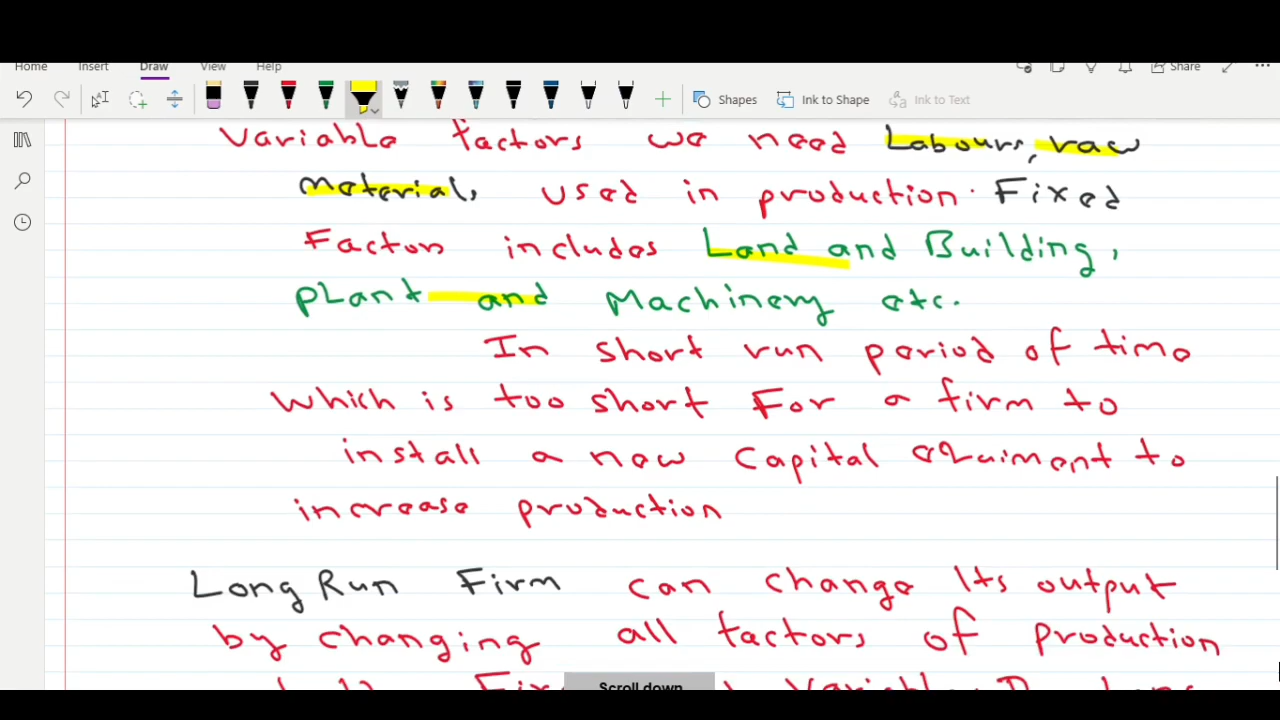 Home Insert Draw View Help Share
Shapes Ink to Shape Ink to Text
Variable factors we need Labours, raw
materials used in production. Fixed
Factors includes Land and Building,
Plant and Machinery etc.
In short run period of time
which is too short For a firm to
install a new capital equiment to
increase production
Long Run Firm can change Its output
by changing all factors of production
Scroll down